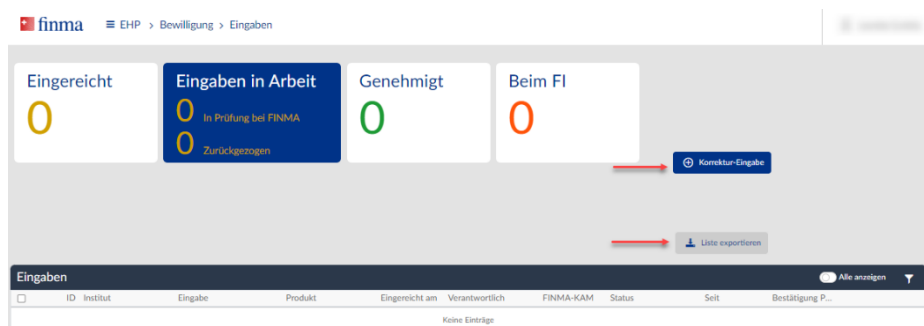 finma
EHP > Bewilligung > Eingaben
Eingereicht
0
Eingaben in Arbeit
0 In Prüfung bei FINMA
0 Zurückgezogen
Genehmigt
0
Beim FI
0
Korrektur-Eingabe
Liste exportieren
Eingaben
Alle anzeigen
ID Institut Eingabe Produkt Eingereicht am Verantwortlich FINMA-KAM Status Seit Bestätigung P...
Keine Einträge